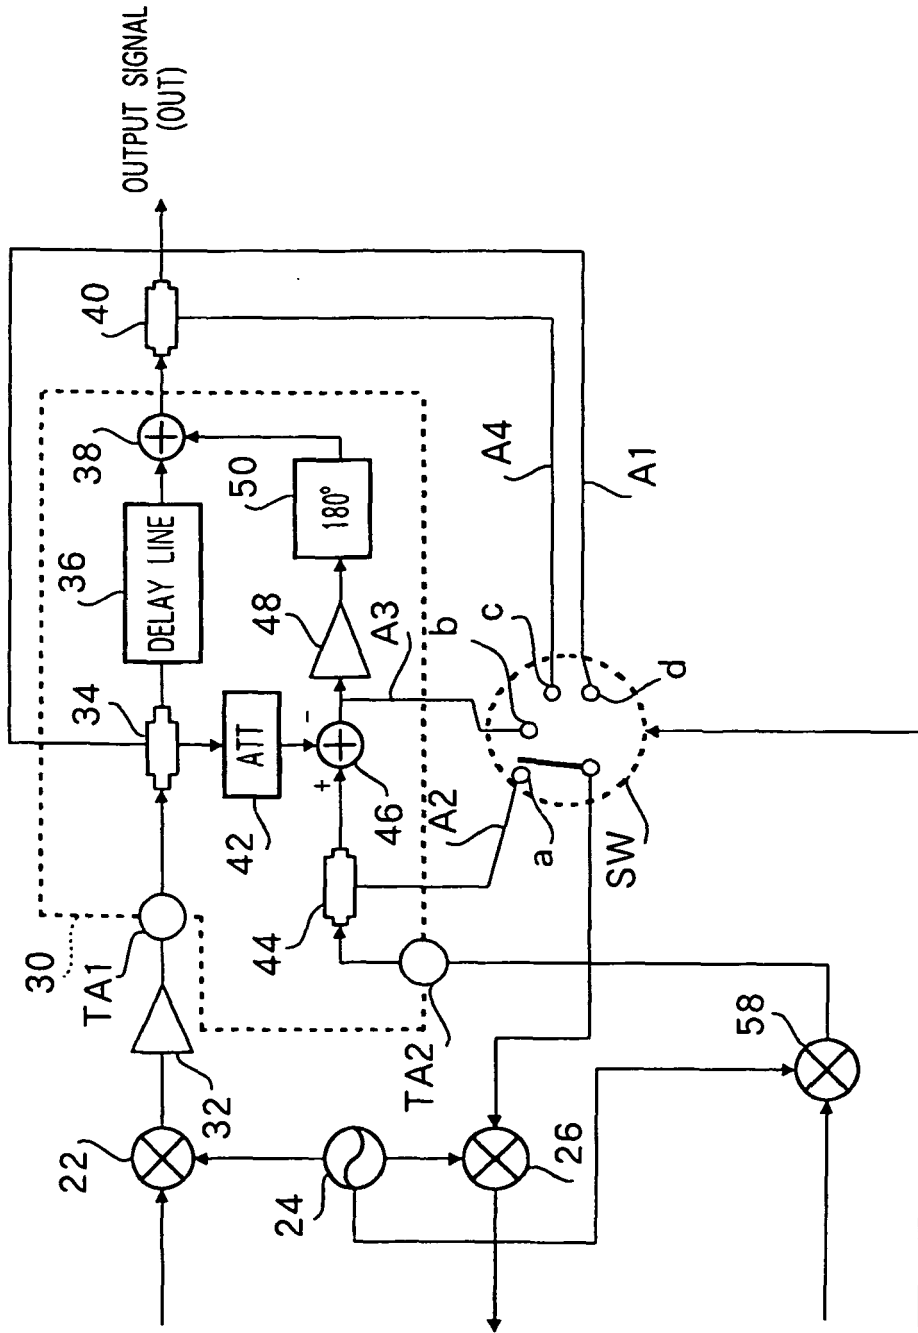 OUTPUT SIGNAL
(OUT)
40
38
36
DELAY LINE
50
180°
34
48
A3
A4
A1
b
c
d
ATT
42
-
+
46
A2
a
SW
30
TA1
44
TA2
32
22
24
26
58